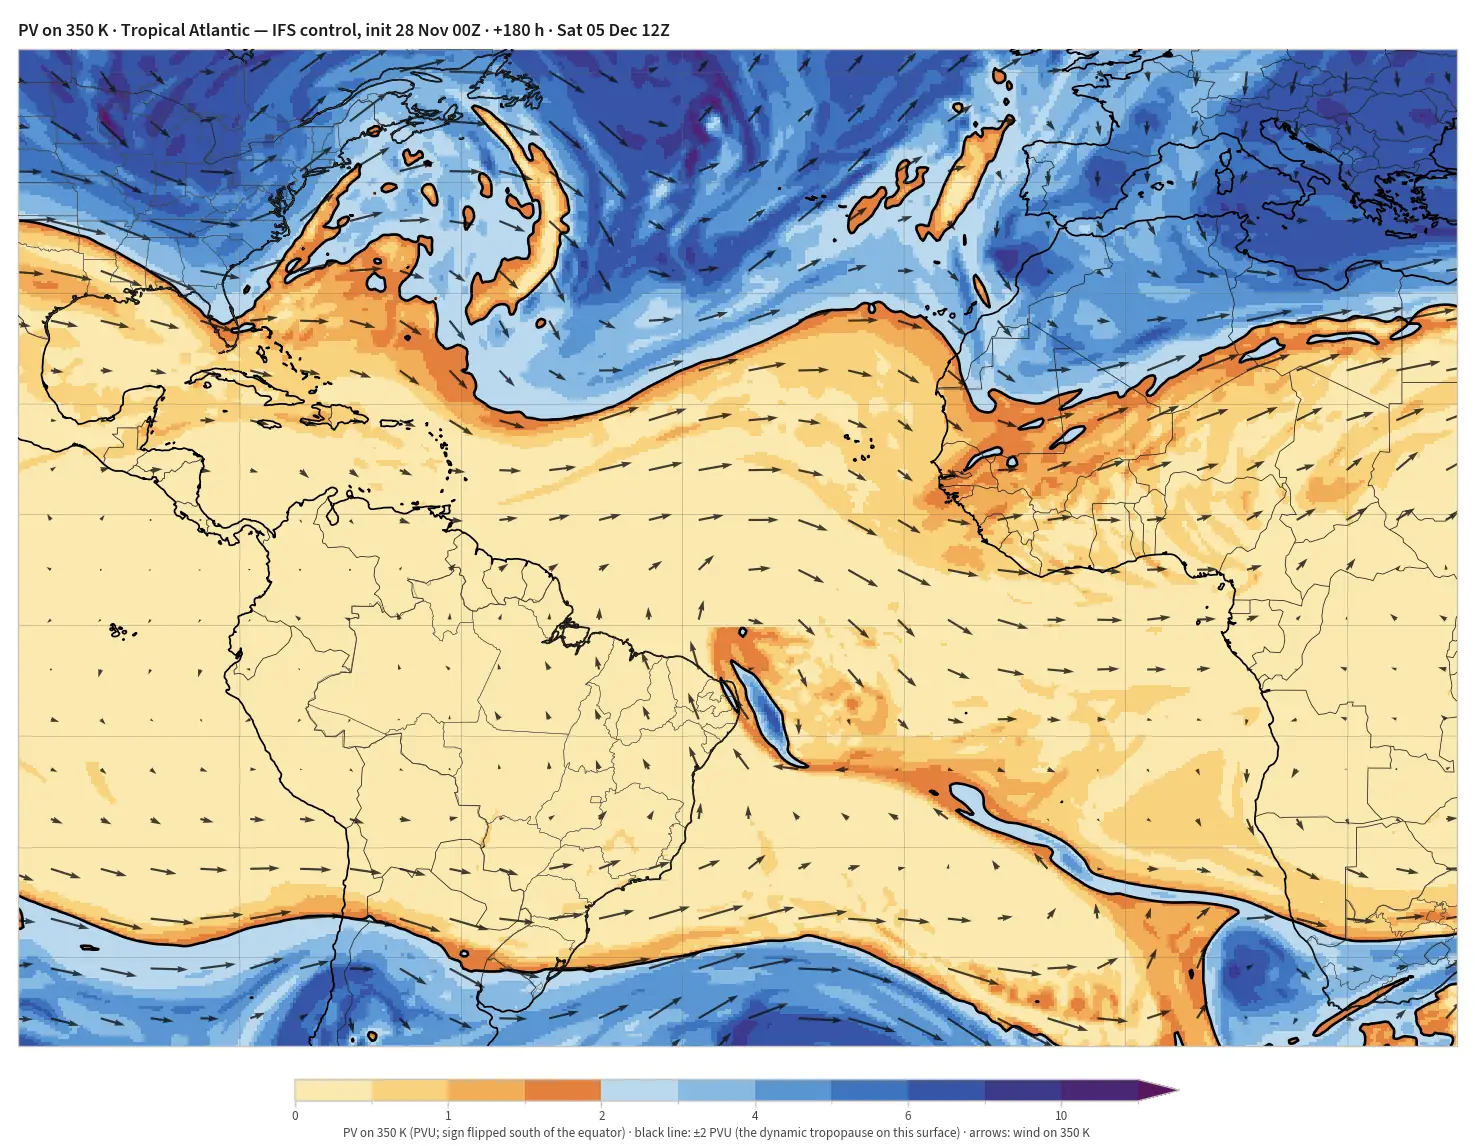 PV on 350 K · Tropical Atlantic — IFS control, init 28 Nov 00Z · +180 h · Sat 05 Dec 12Z
0 1 2 4 6 10
PV on 350 K (PVU; sign flipped south of the equator) · black line: ±2 PVU (the dynamic tropopause on this surface) · arrows: wind on 350 K